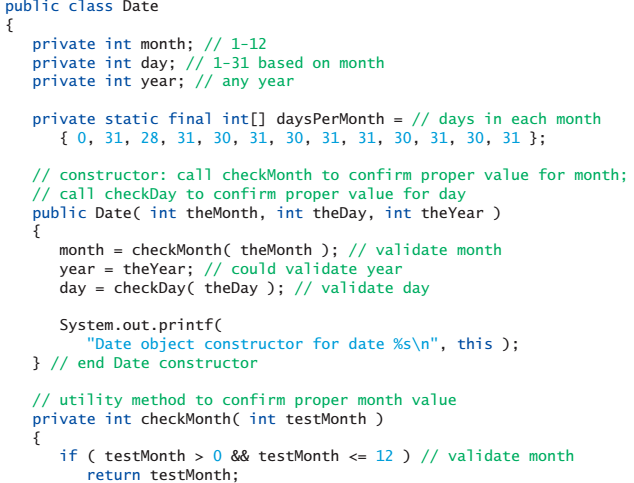 public class Date
{
private int month; // 1-12
private int day; // 1-31 based on month
private int year; // any year
private static final int[] daysPerMonth = // days in each month
{ 0, 31, 28, 31, 30, 31, 30, 31, 31, 30, 31, 30, 31 };
// constructor: call checkMonth to confirm proper value for month;
// call checkDay to confirm proper value for day
public Date( int theMonth, int theDay, int theYear )
{
month = checkMonth( theMonth ); // validate month
year = theYear; // could validate year
day = checkDay( theDay ); // validate day
System.out.printf(
"Date object constructor for date %s\n", this );
} // end Date constructor
// utility method to confirm proper month value
private int checkMonth( int testMonth )
{
if ( testMonth > 0 && testMonth <= 12 ) // validate month
return testMonth;